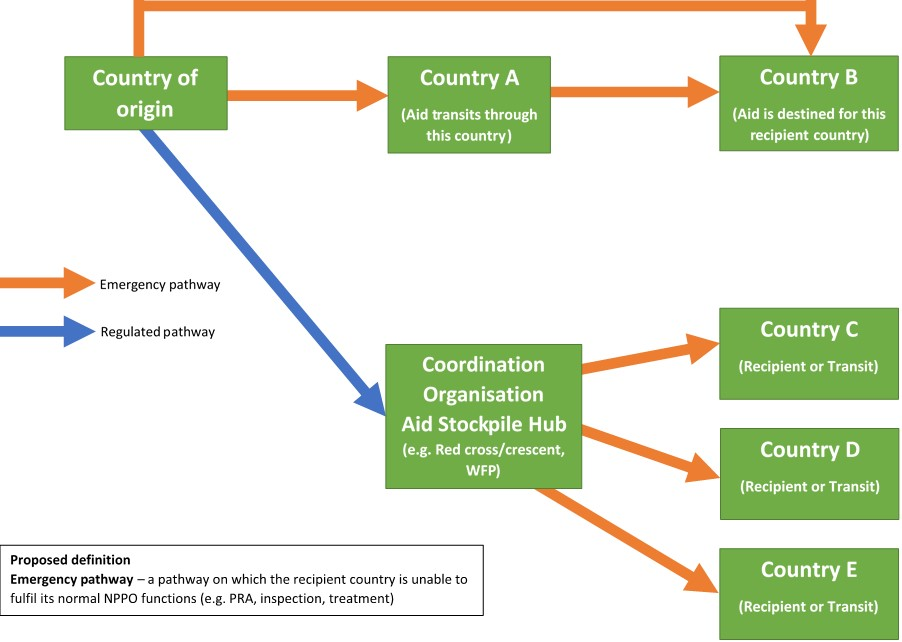 Country of
origin
Country A
(Aid transits through
this country)
Country B
(Aid is destined for this
recipient country)
Emergency pathway
Regulated pathway
Coordination
Organisation
Aid Stockpile Hub
(e.g. Red cross/crescent,
WFP)
Country C
(Recipient or Transit)
Country D
(Recipient or Transit)
Country E
(Recipient or Transit)
Proposed definition
Emergency pathway – a pathway on which the recipient country is unable to
fulfil its normal NPPO functions (e.g. PRA, inspection, treatment)